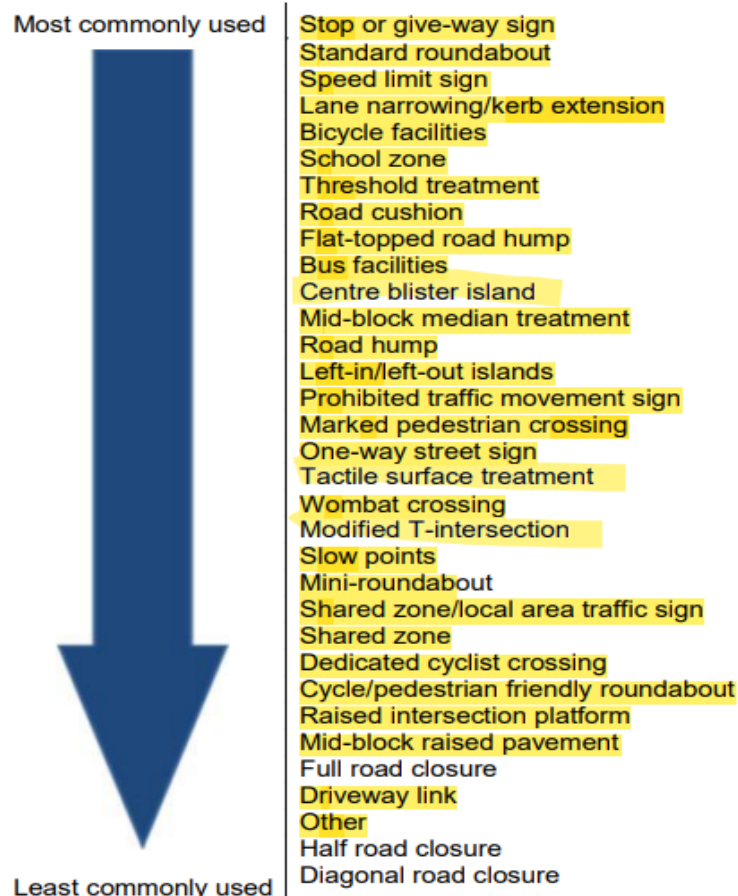 Most commonly used
Stop or give-way sign
Standard roundabout
Speed limit sign
Lane narrowing/kerb extension
Bicycle facilities
School zone
Threshold treatment
Road cushion
Flat-topped road hump
Bus facilities
Centre blister island
Mid-block median treatment
Road hump
Left-in/left-out islands
Prohibited traffic movement sign
Marked pedestrian crossing
One-way street sign
Tactile surface treatment
Wombat crossing
Modified T-intersection
Slow points
Mini-roundabout
Shared zone/local area traffic sign
Shared zone
Dedicated cyclist crossing
Cycle/pedestrian friendly roundabout
Raised intersection platform
Mid-block raised pavement
Full road closure
Driveway link
Other
Half road closure
Diagonal road closure
Least commonly used